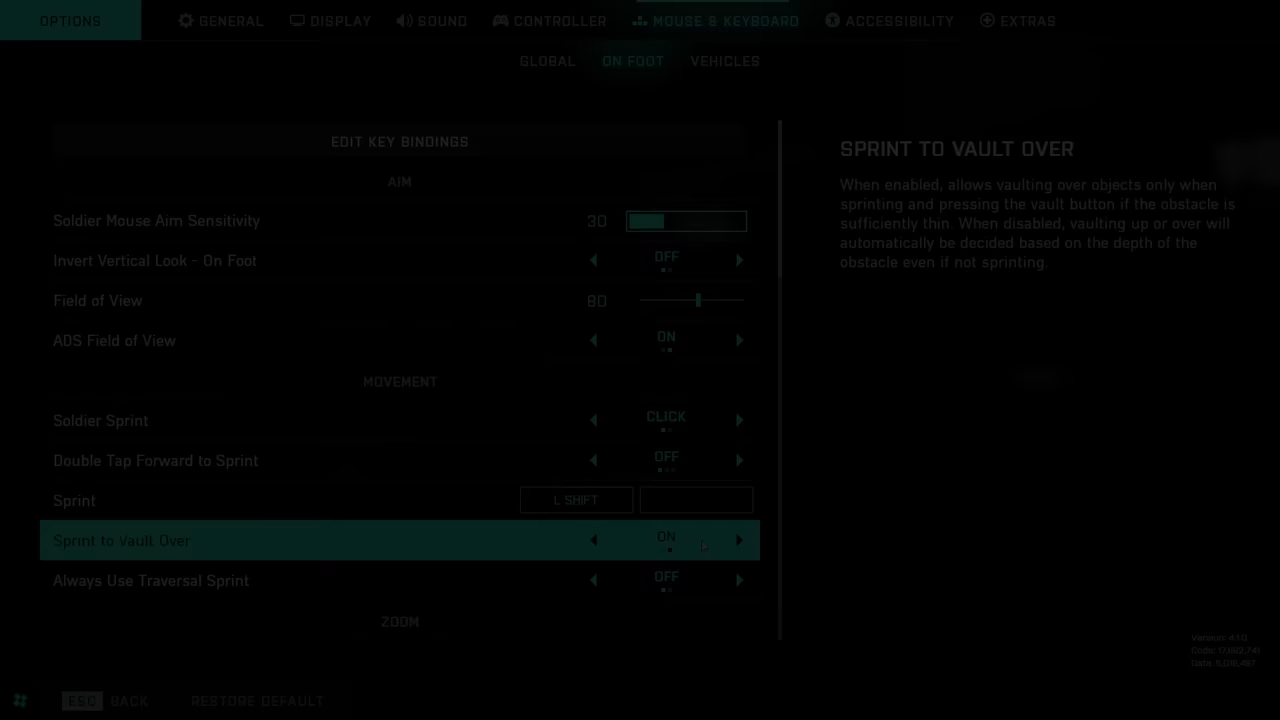 OPTIONS
GENERAL
DISPLAY
SOUND
CONTROLLER
MOUSE & KEYBOARD
ACCESSIBILITY
EXTRAS
GLOBAL
ON FOOT
VEHICLES
EDIT KEY BINDINGS
AIM
Soldier Mouse Aim Sensitivity 30
Invert Vertical Look - On Foot OFF
Field of View 80
ADS Field of View ON
MOVEMENT
Soldier Sprint CLICK
Double Tap Forward to Sprint OFF
Sprint L SHIFT
Sprint to Vault Over ON
Always Use Traversal Sprint OFF
ZOOM
SPRINT TO VAULT OVER
When enabled, allows vaulting over objects only when
sprinting and pressing the vault button if the obstacle is
sufficiently thin. When disabled, vaulting up or over will
automatically be decided based on the depth of the
obstacle even if not sprinting.
ESC BACK
RESTORE DEFAULT